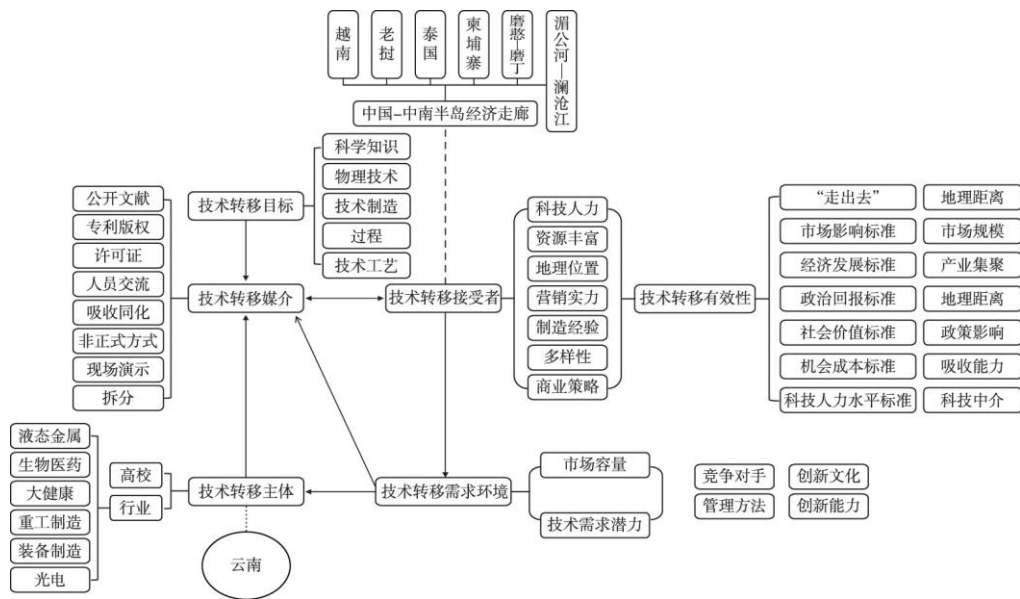 越南
老挝
泰国
柬埔寨
磨憨—磨丁
湄公河—澜沧江
中国-中南半岛经济走廊
技术转移目标
科学知识
物理技术
技术制造
过程
技术工艺
公开文献
专利版权
许可证
人员交流
吸收同化
非正式方式
现场演示
拆分
技术转移媒介
技术转移接受者
科技人力
资源丰富
地理位置
营销实力
制造经验
多样性
商业策略
技术转移有效性
“走出去”
市场影响标准
经济发展标准
政治回报标准
社会价值标准
机会成本标准
科技人力水平标准
地理距离
市场规模
产业集聚
地理距离
政策影响
吸收能力
科技中介
液态金属
生物医药
大健康
重工制造
装备制造
光电
高校
行业
技术转移主体
云南
技术转移需求环境
市场容量
技术需求潜力
竞争对手
创新文化
管理方法
创新能力